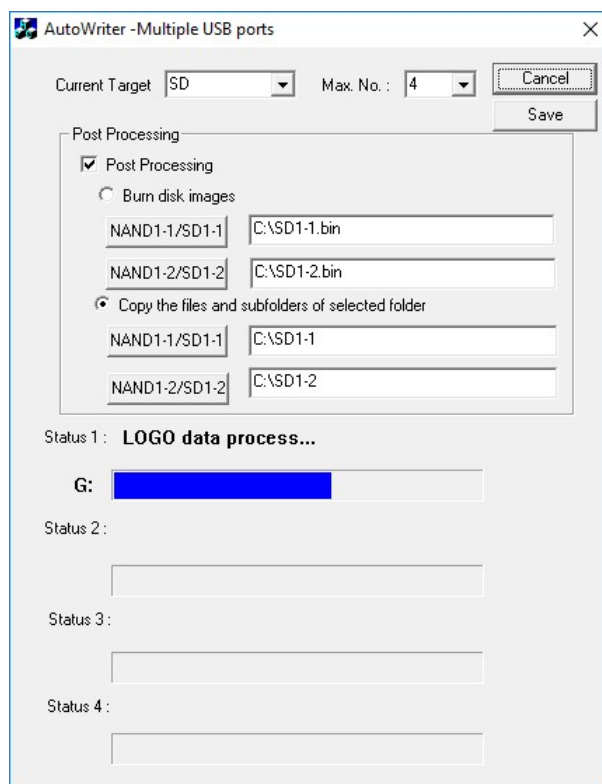 AutoWriter -Multiple USB ports
Current Target SD Max. No. : 4 Cancel
Save
Post Processing
Post Processing
Burn disk images
NAND1-1/SD1-1 C:\SD1-1.bin
NAND1-2/SD1-2 C:\SD1-2.bin
Copy the files and subfolders of selected folder
NAND1-1/SD1-1 C:\SD1-1
NAND1-2/SD1-2 C:\SD1-2
Status 1 : LOGO data process...
G:
Status 2 :
Status 3 :
Status 4 :